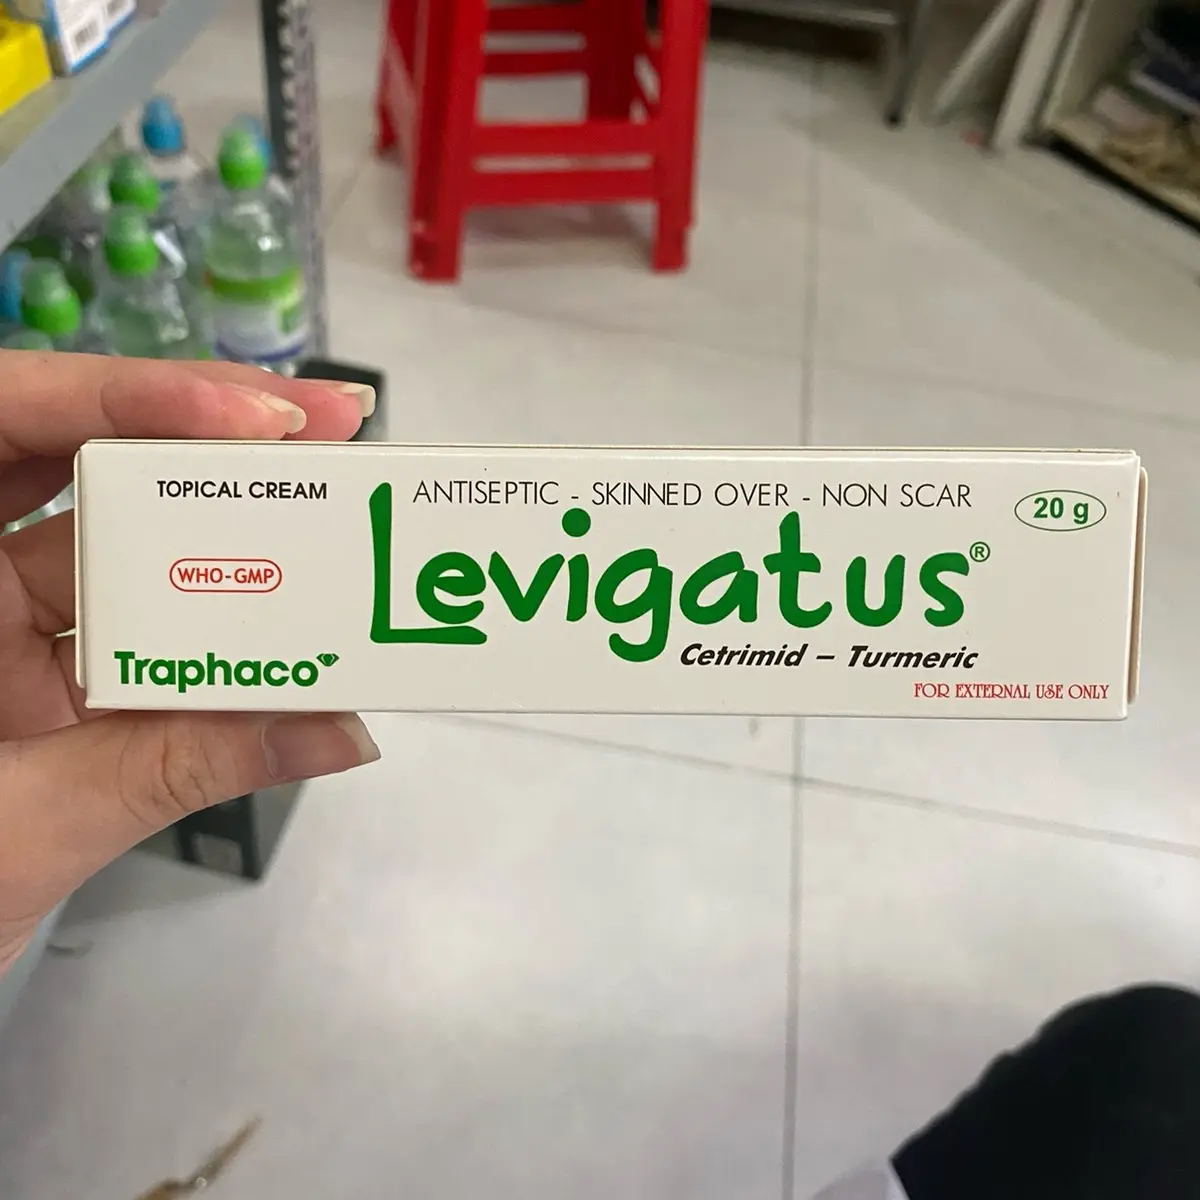 TOPICAL CREAM
ANTISEPTIC - SKINNED OVER - NON SCAR
20 g
WHO-GMP
Levigatus®
Cetrimid – Turmeric
Traphaco
FOR EXTERNAL USE ONLY